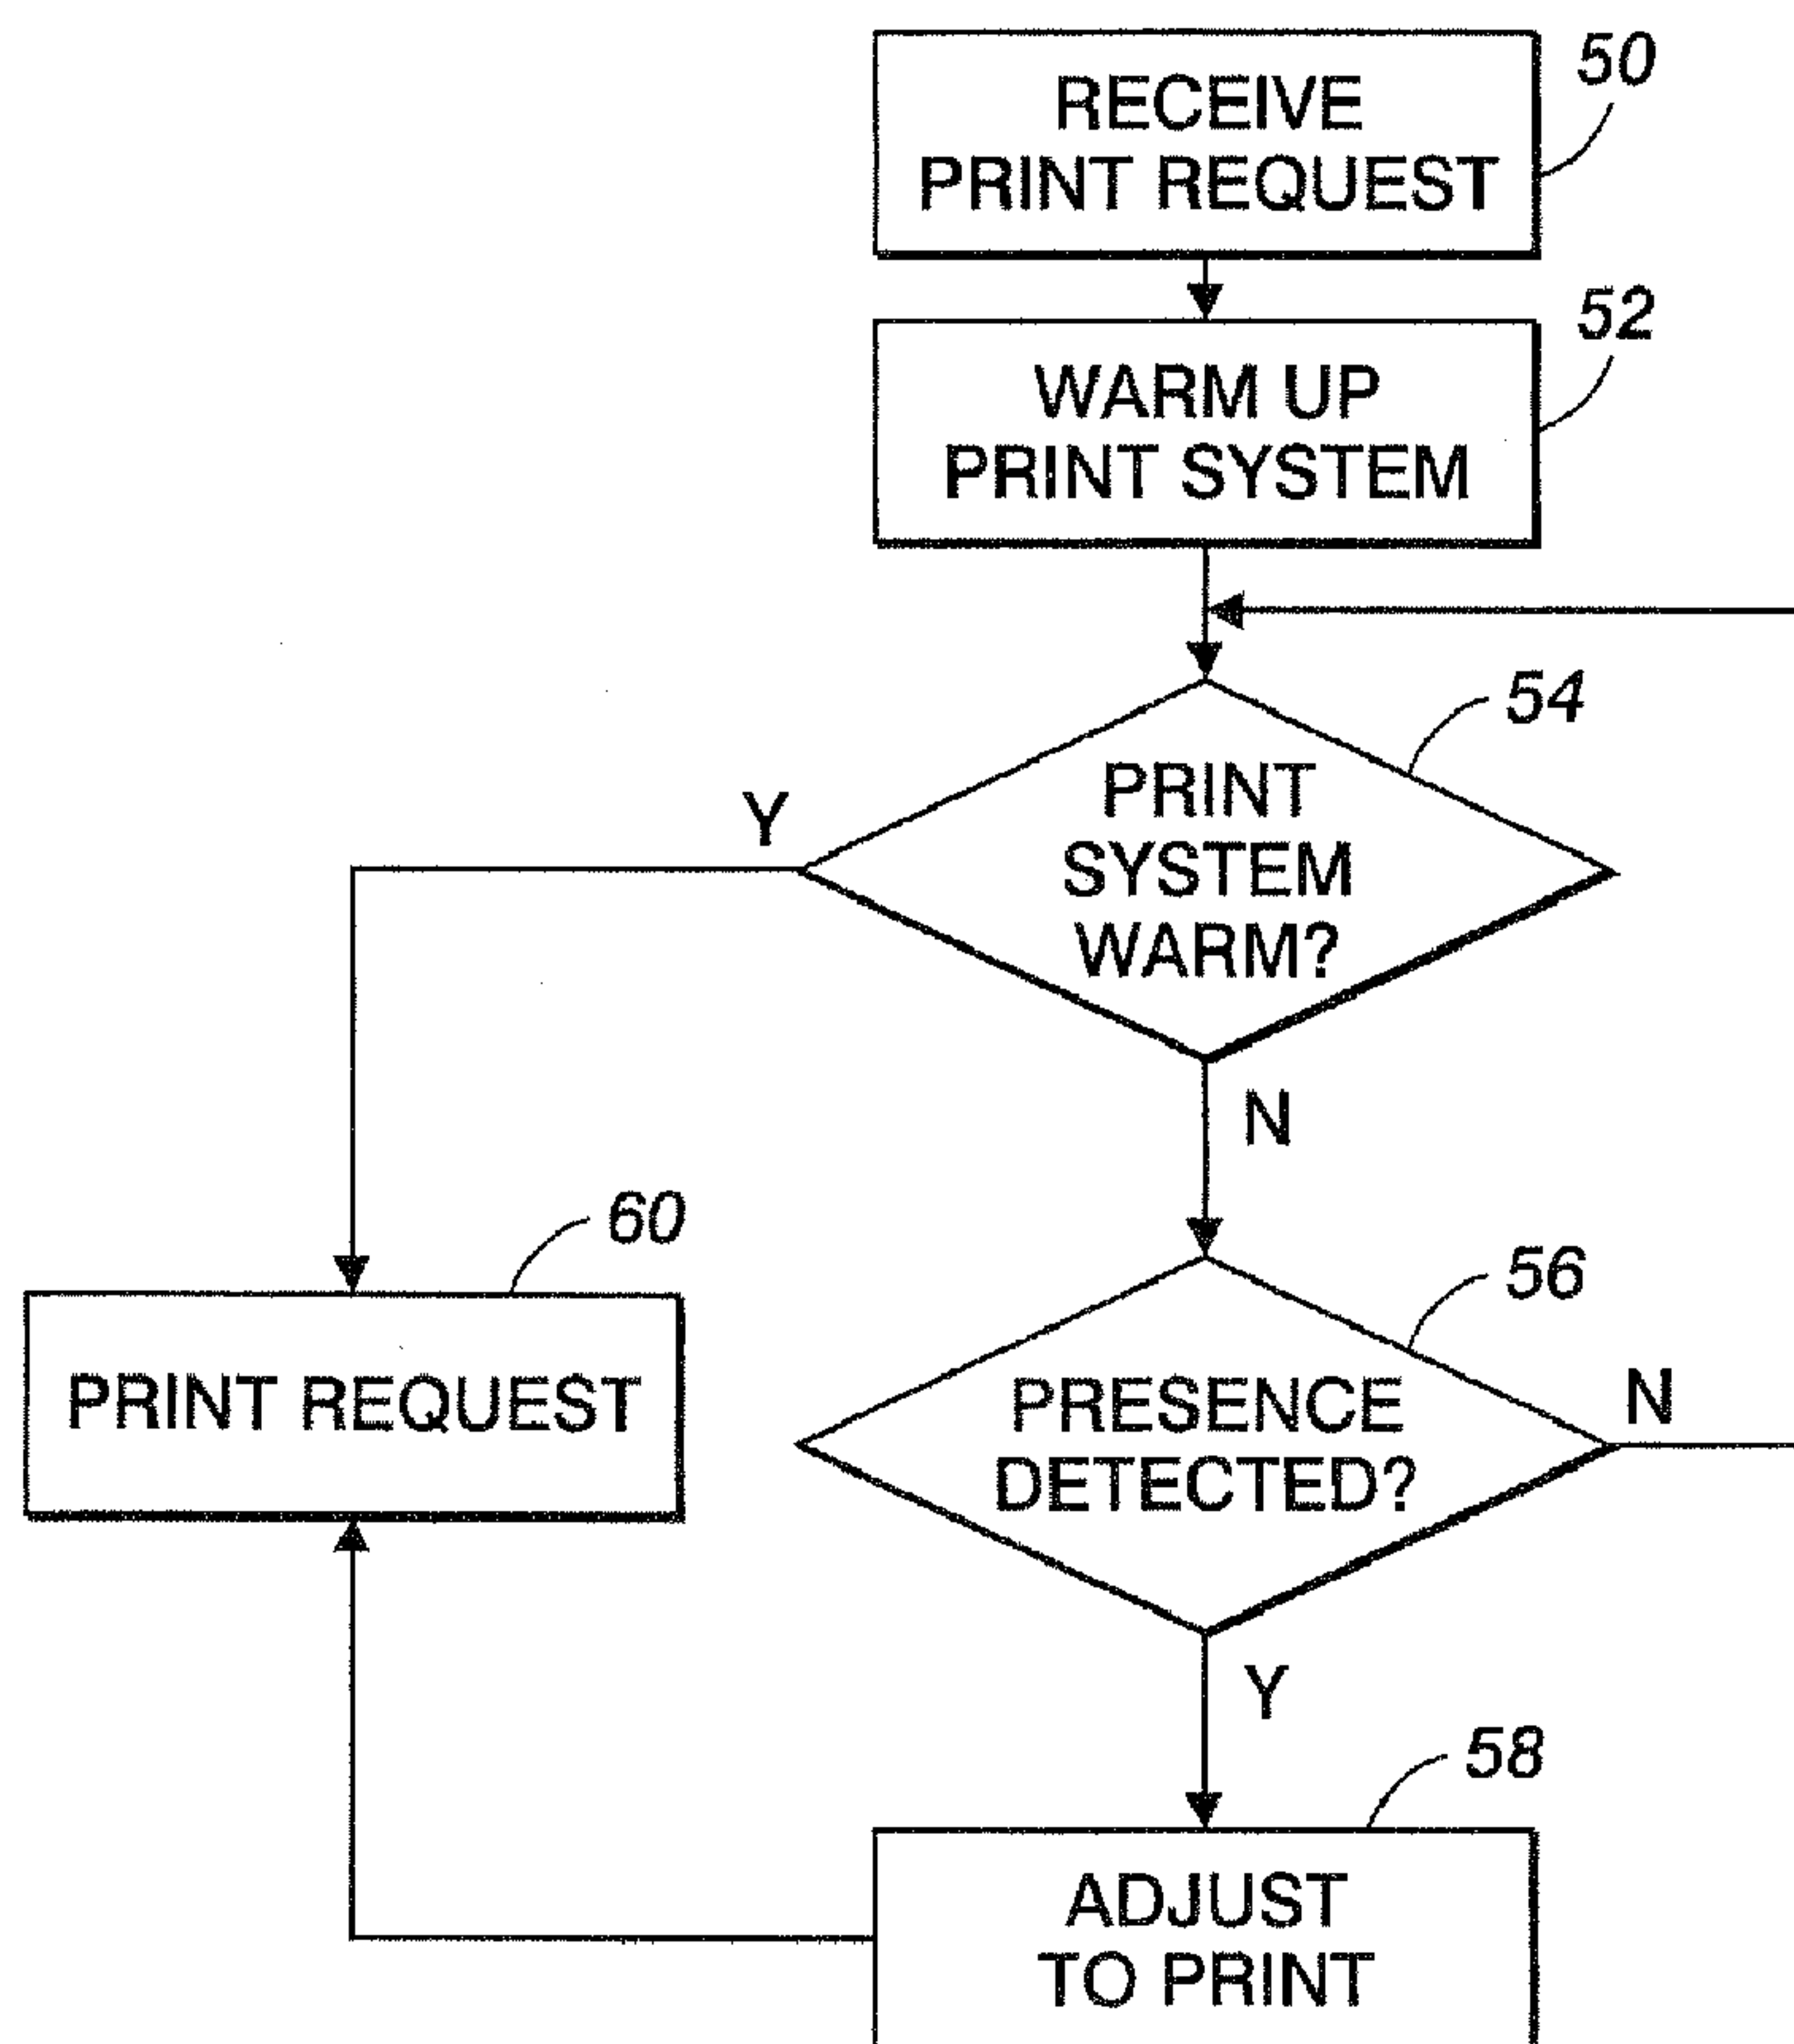 50
RECEIVE
PRINT REQUEST
52
WARM UP
PRINT SYSTEM
54
PRINT
SYSTEM
WARM?
Y
N
60
PRINT REQUEST
56
PRESENCE
DETECTED?
N
Y
58
ADJUST
TO PRINT